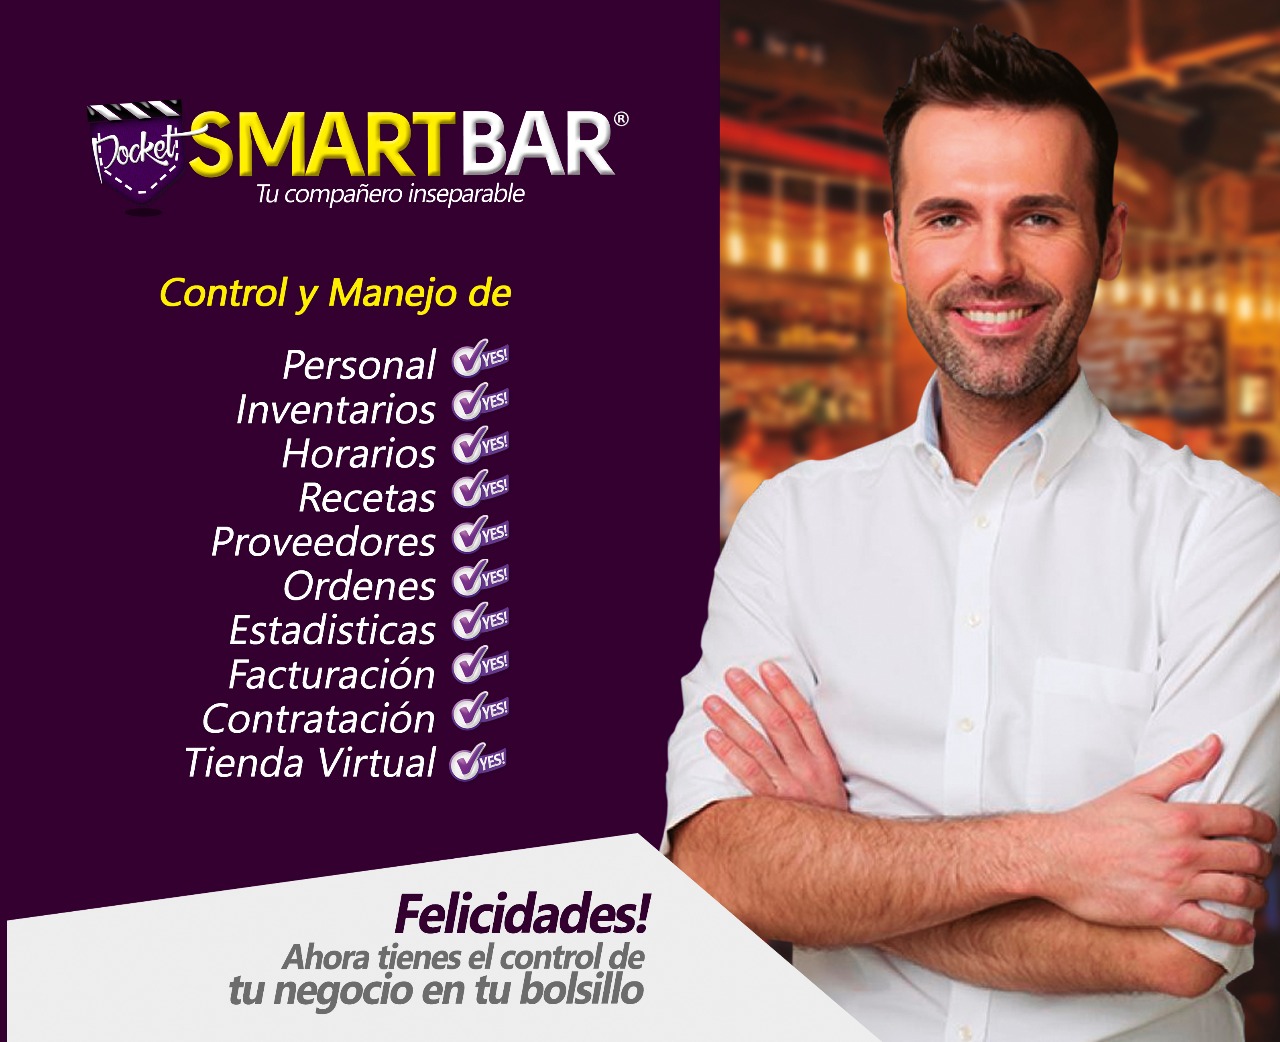 Pocket SMARTBAR®
Tu compañero inseparable
Control y Manejo de
Personal YES!
Inventarios YES!
Horarios YES!
Recetas YES!
Proveedores YES!
Ordenes YES!
Estadisticas YES!
Facturación YES!
Contratación YES!
Tienda Virtual YES!
Felicidades!
Ahora tienes el control de
tu negocio en tu bolsillo